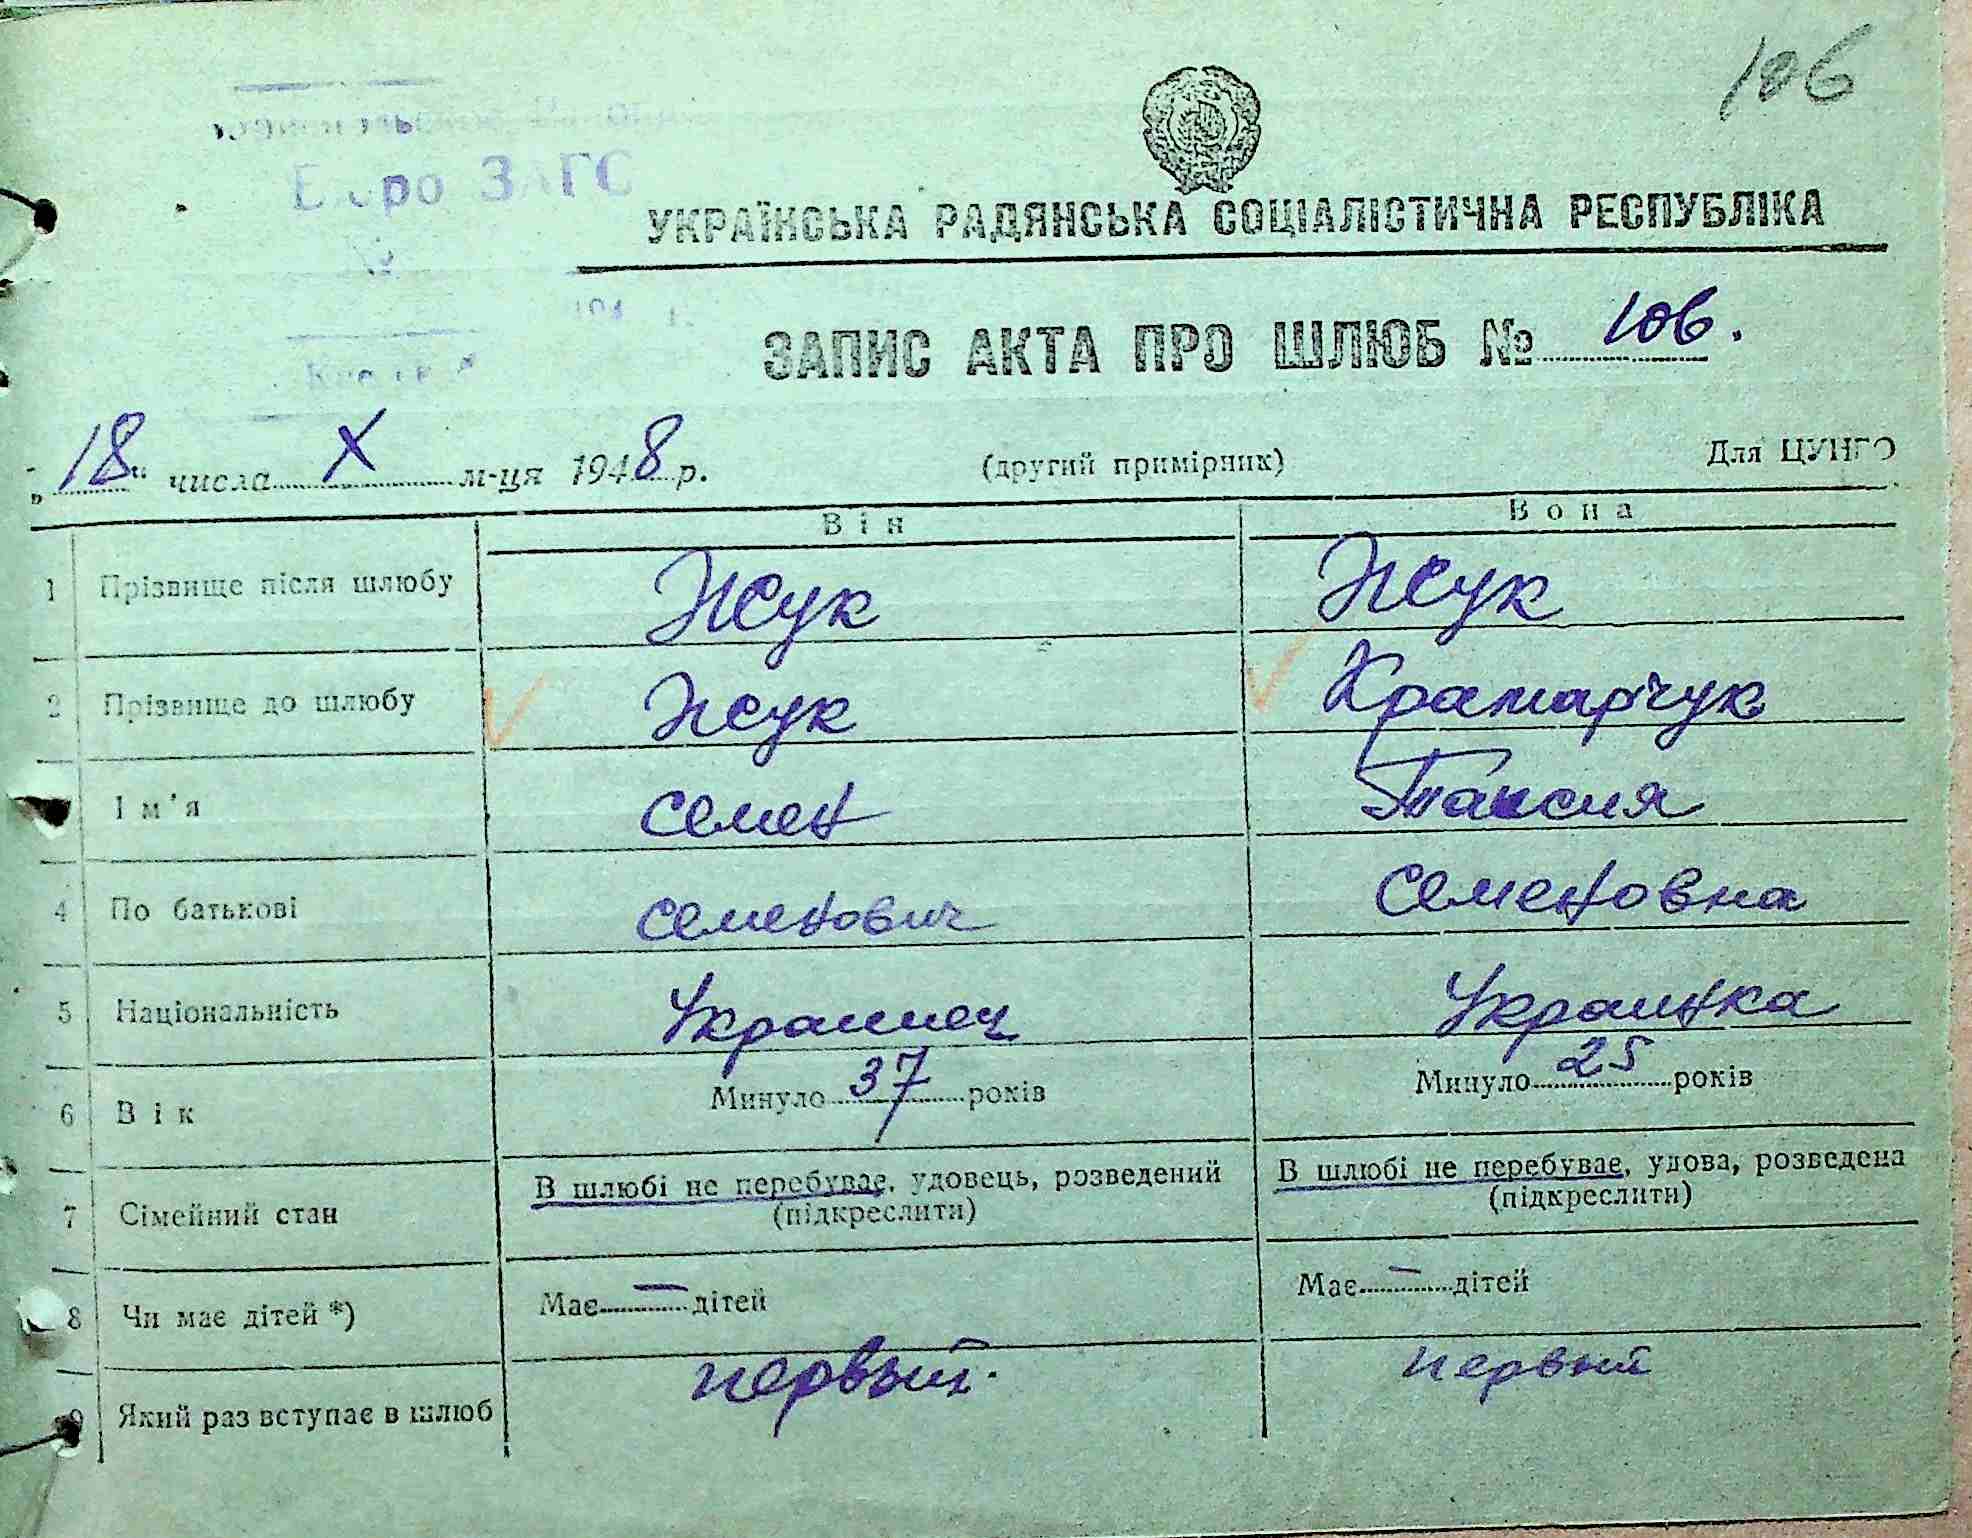 106
Бюро ЗАГС
УКРАЇНСЬКА РАДЯНСЬКА СОЦІАЛІСТИЧНА РЕСПУБЛІКА
ЗАПИС АКТА ПРО ШЛЮБ № 106.
„18" числа X м-ця 1948 р. (другий примірник) Для ЦУНГО
Він Вона
1 Прізвище після шлюбу Жук Жук
2 Прізвище до шлюбу Жук Крамарчук
Ім'я Семен Таисия
4 По батькові Семенович Семеновна
5 Національність Украинец Украинка
6 Вік Минуло 37 років Минуло 25 років
7 Сімейний стан В шлюбі не перебуває, удовець, розведений В шлюбі не перебуває, удова, розведена
(підкреслити) (підкреслити)
8 Чи має дітей *) Має — дітей Має — дітей
9 Який раз вступає в шлюб первый. первый